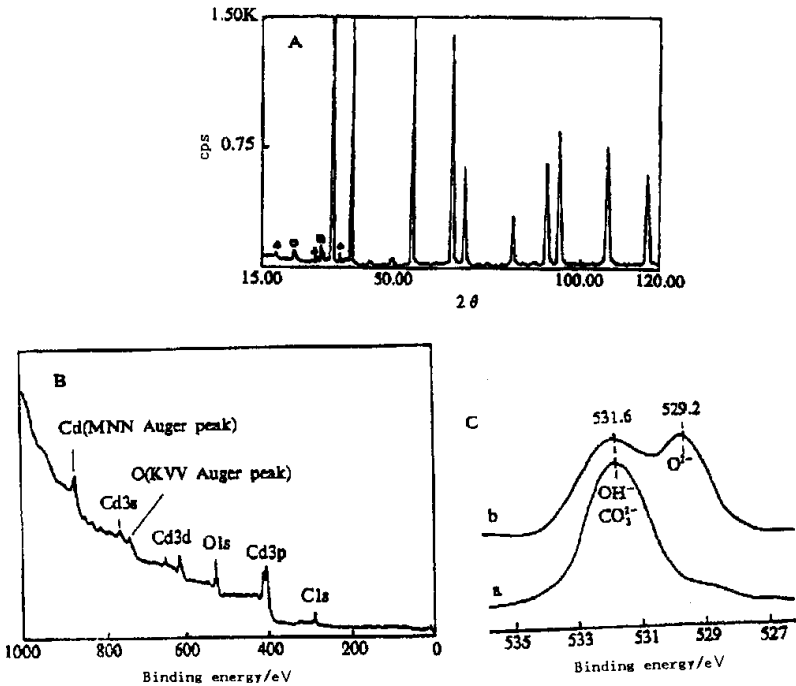 1.50K
A
cps
0.75
15.00
50.00
100.00
120.00
2θ
B
Cd(MNN Auger peak)
O(KVV Auger peak)
Cd3s
Cd3d
O1s
Cd3p
C1s
1000
800
600
400
200
0
Binding energy/eV
C
531.6
529.2
O²⁻
OH⁻
CO₃²⁻
b
a
535
533
531
529
527
Binding energy/eV